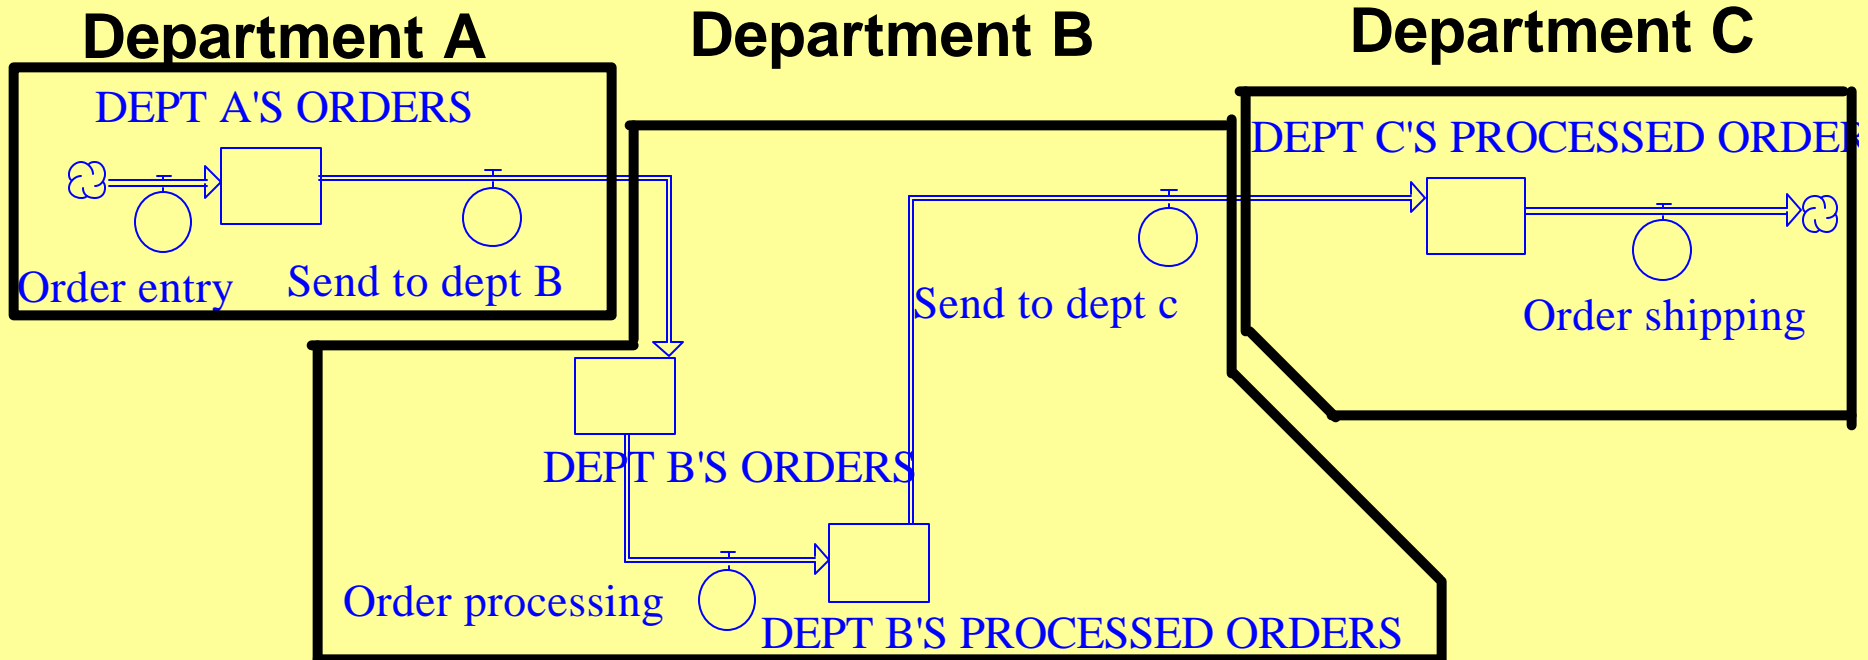 Department A
Department B
Department C
DEPT A'S ORDERS
Order entry
Send to dept B
DEPT B'S ORDERS
Order processing
DEPT B'S PROCESSED ORDERS
Send to dept c
DEPT C'S PROCESSED ORDER
Order shipping